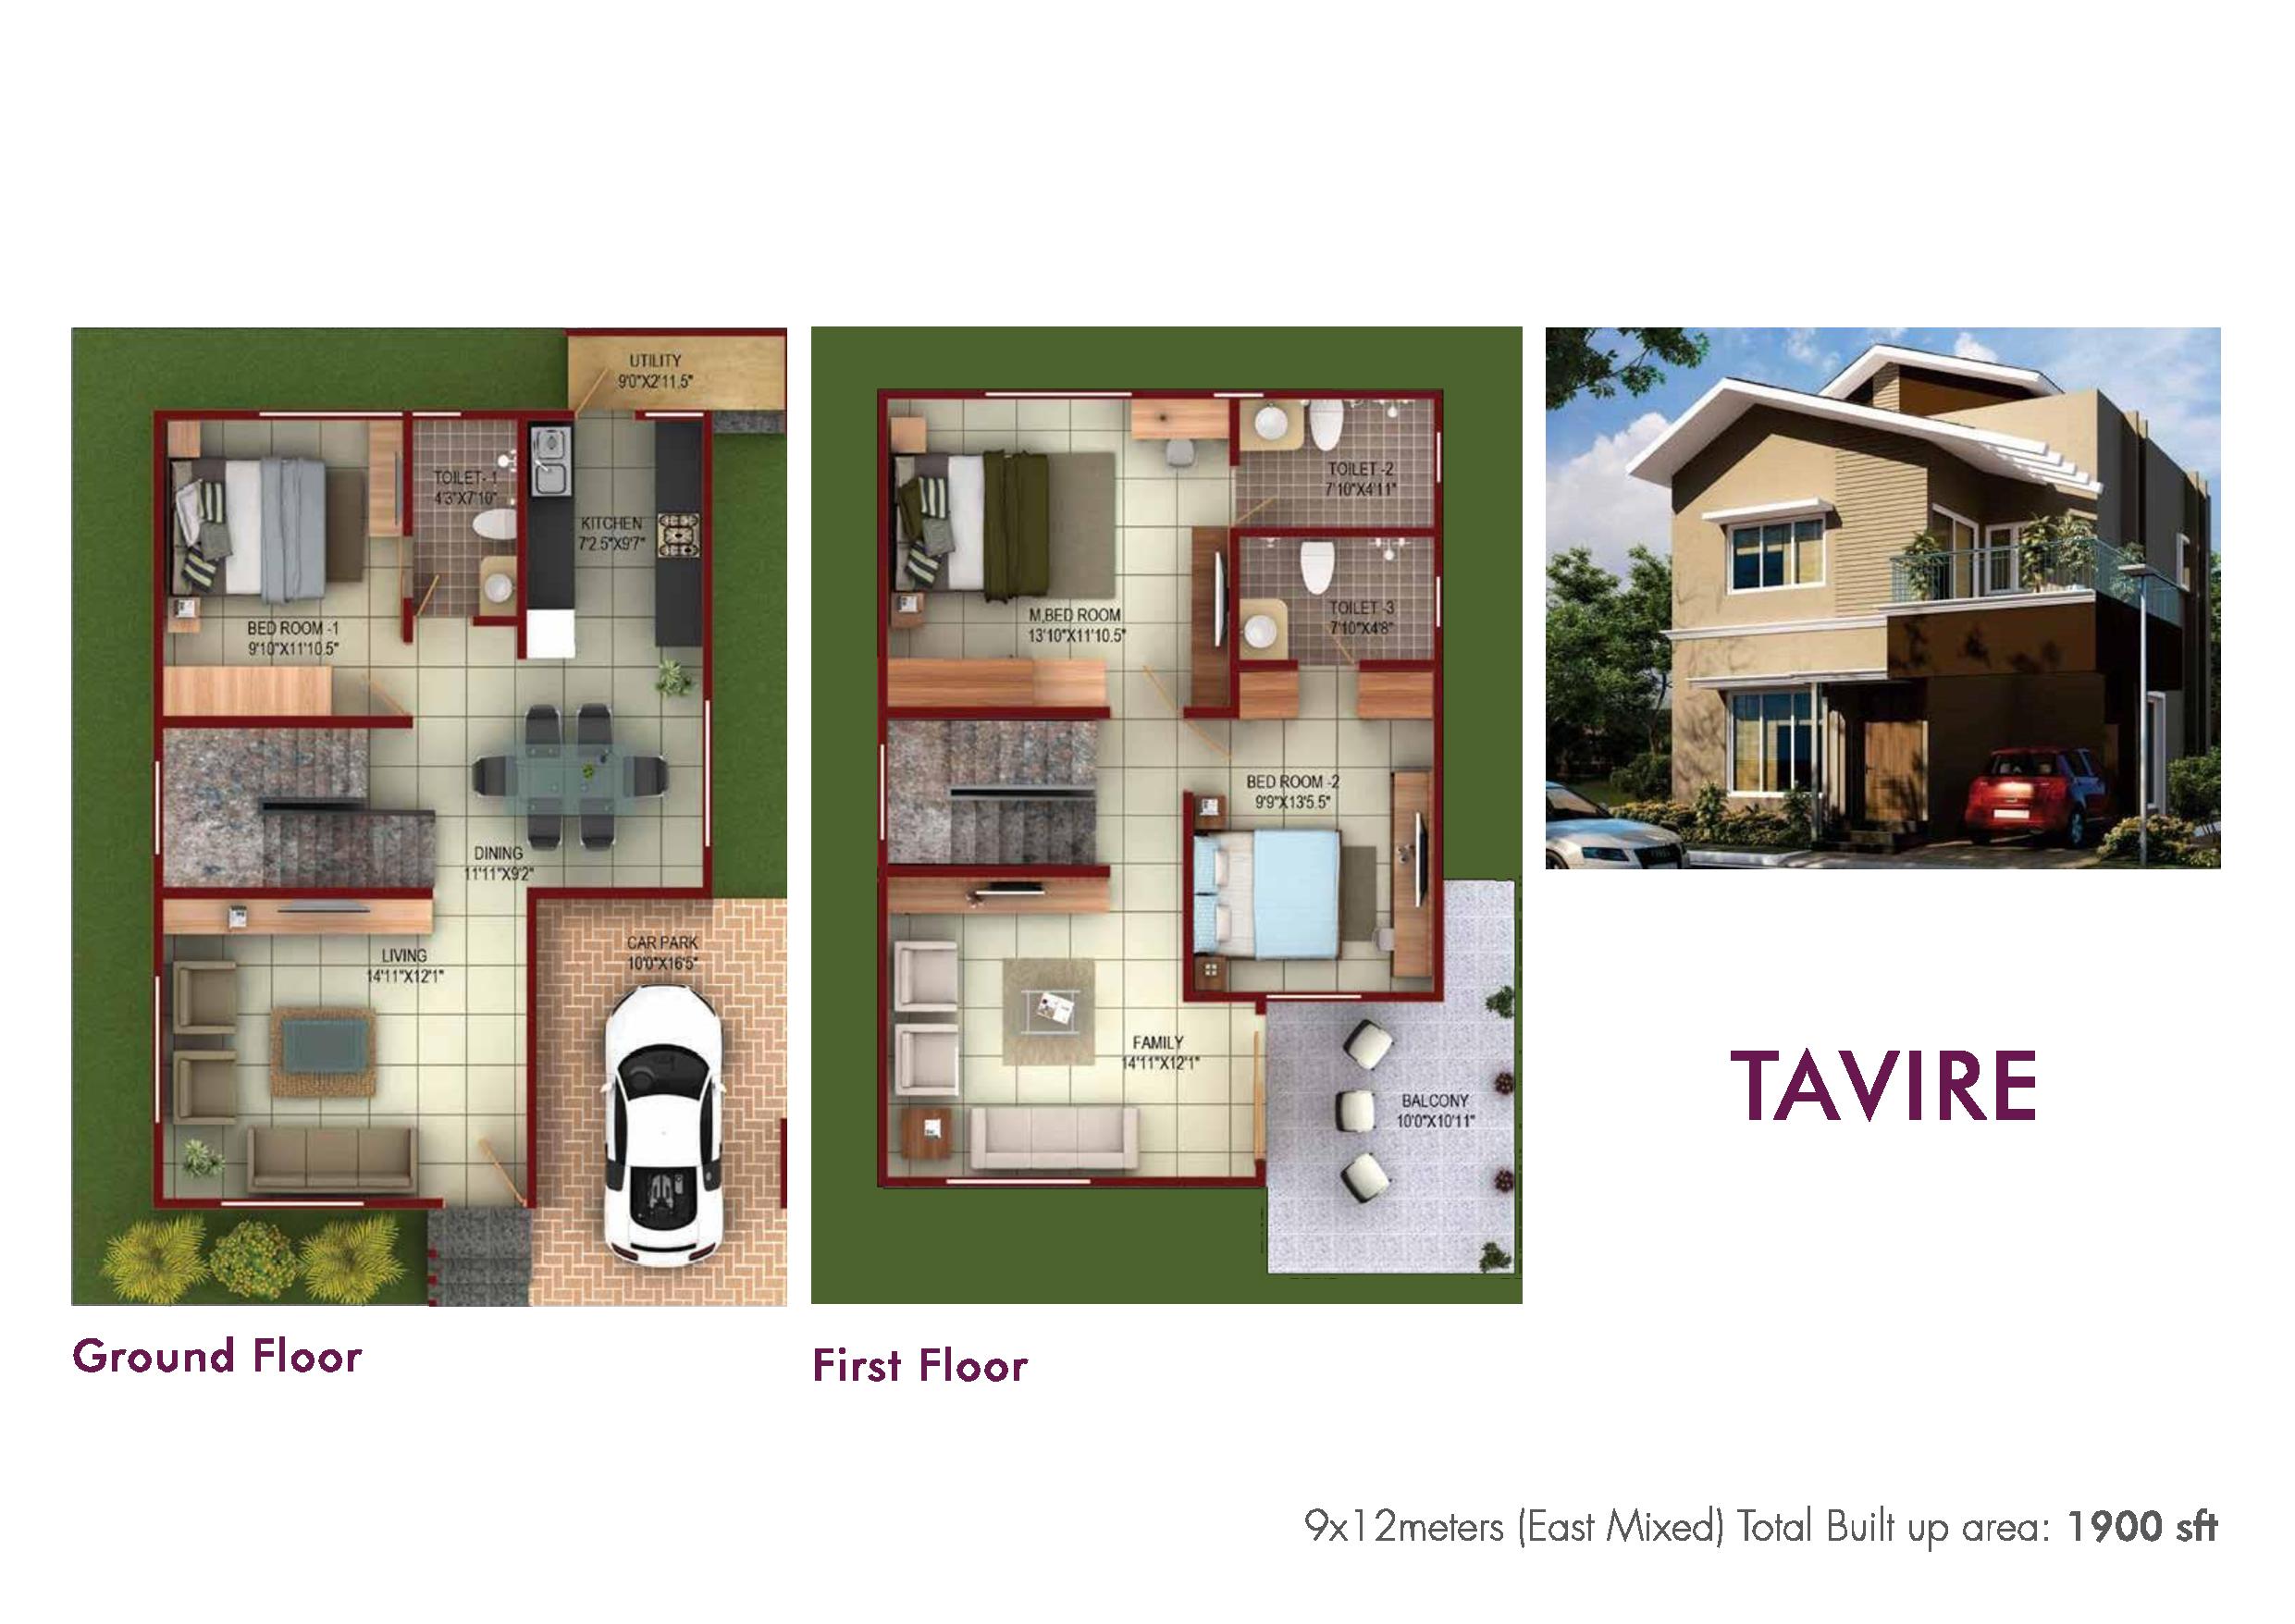 UTILITY
9'0"X2'11.5"
TOILET- 1
4'3"X7'10"
KITCHEN
7'2.5"X9'7"
BED ROOM -1
9'10"X11'10.5"
DINING
11'11"X9'2"
LIVING
14'11"X12'1"
CAR PARK
10'0"X16'5"
Ground Floor
TOILET -2
7'10"X4'11"
TOILET -3
7'10"X4'8"
M,BED ROOM
13'10"X11'10.5"
BED ROOM -2
9'9"X13'5.5"
FAMILY
14'11"X12'1"
BALCONY
10'0"X10'11"
First Floor
TAVIRE
9x12meters (East Mixed) Total Built up area: 1900 sft